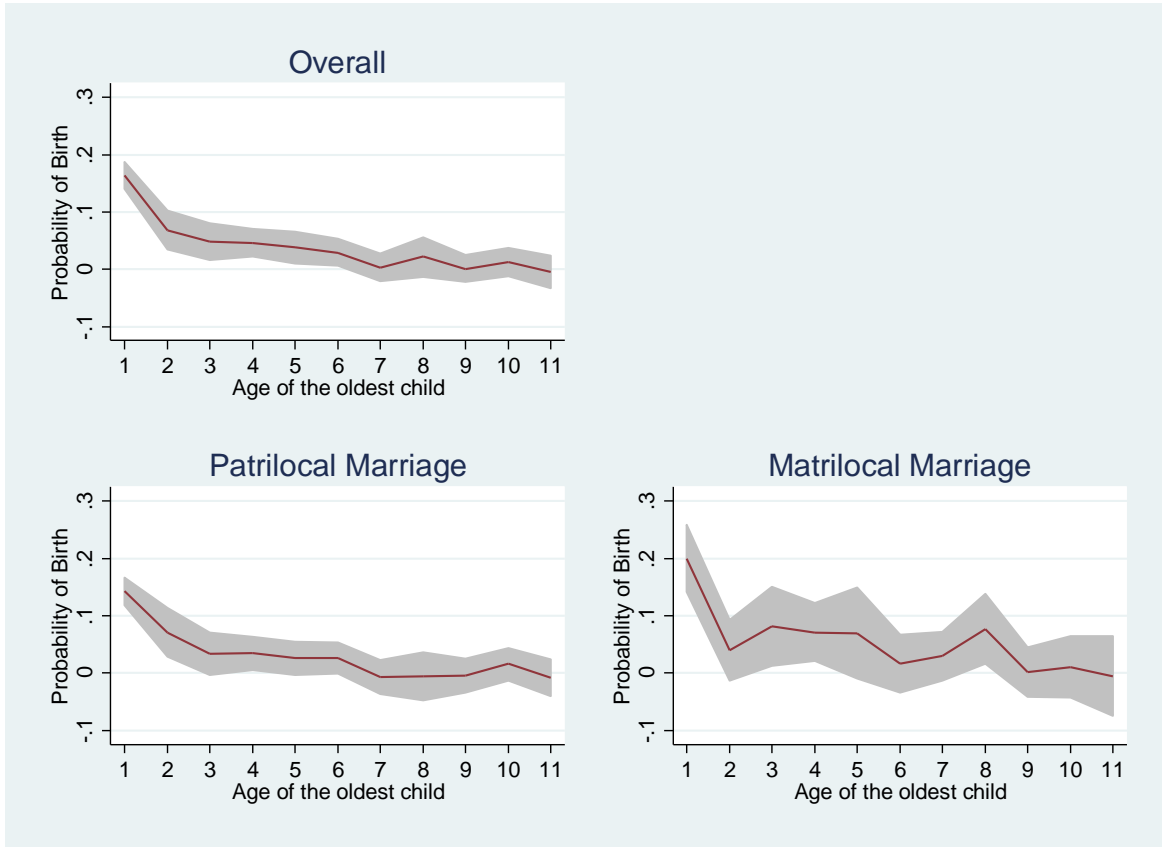 Overall
Probability of Birth
.3
.2
.1
0
-.1
1 2 3 4 5 6 7 8 9 10 11
Age of the oldest child
Patrilocal Marriage
Probability of Birth
.3
.2
.1
0
-.1
1 2 3 4 5 6 7 8 9 10 11
Age of the oldest child
Matrilocal Marriage
Probability of Birth
.3
.2
.1
0
-.1
1 2 3 4 5 6 7 8 9 10 11
Age of the oldest child